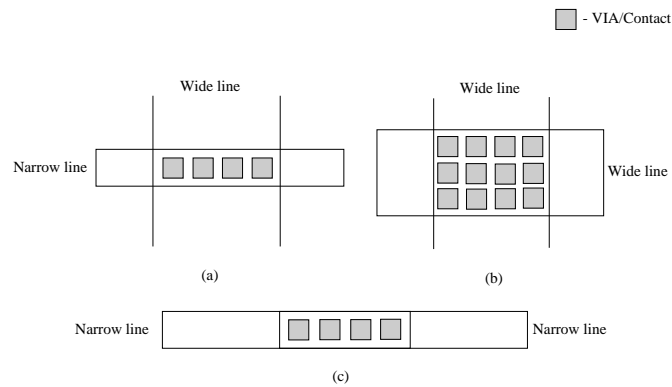 - VIA/Contact
Wide line
Wide line
Narrow line
Wide line
(a)
(b)
Narrow line
Narrow line
(c)